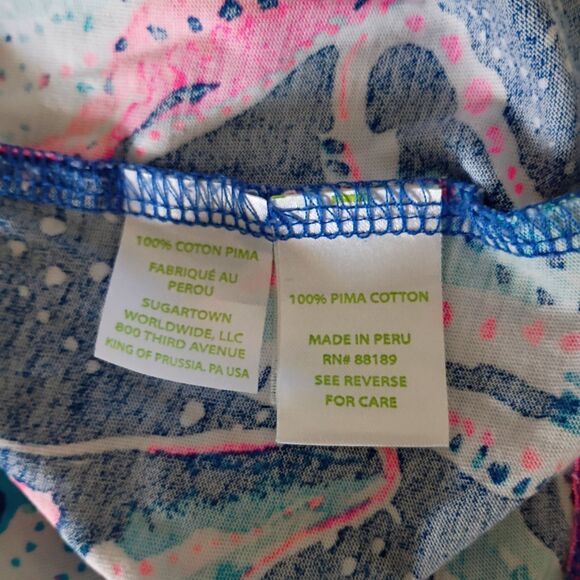 100% COTON PIMA
FABRIQUÉ AU
PEROU
SUGARTOWN
WORLDWIDE, LLC
800 THIRD AVENUE
KING OF PRUSSIA. PA USA
100% PIMA COTTON
MADE IN PERU
RN# 88189
SEE REVERSE
FOR CARE